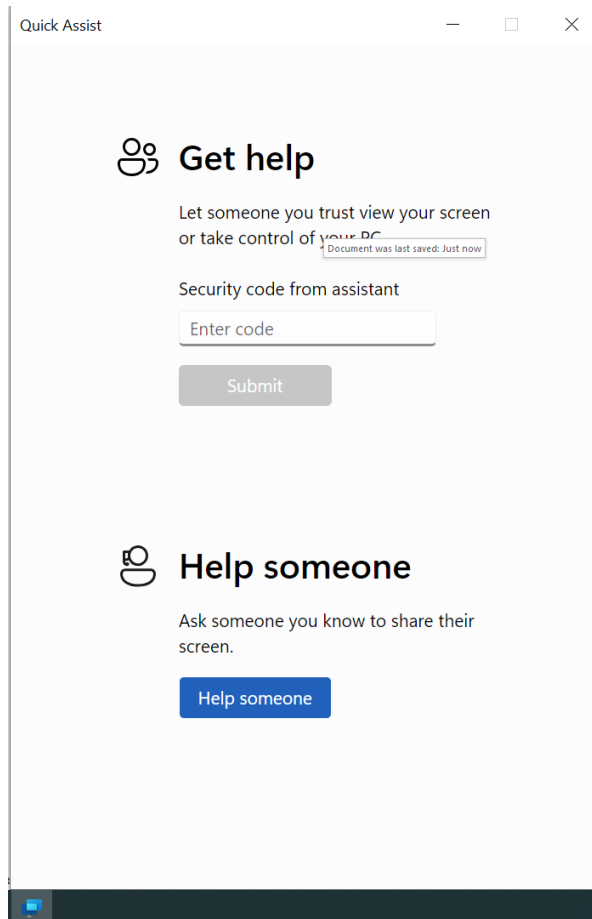 Quick Assist
Get help
Let someone you trust view your screen
or take control of your PC
Document was last saved: Just now
Security code from assistant
Enter code
Submit
Help someone
Ask someone you know to share their
screen.
Help someone